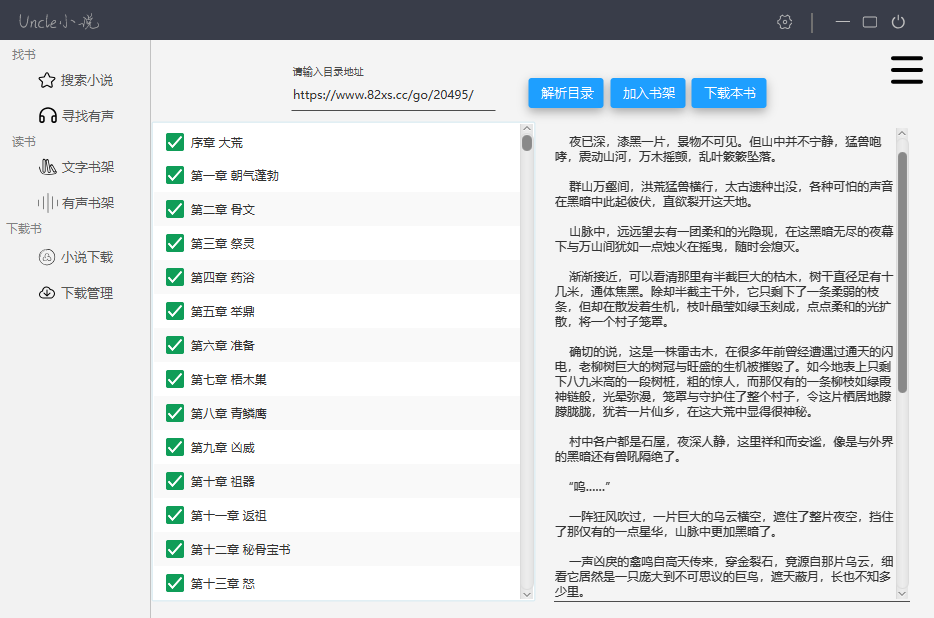 Uncle小说
找书
搜索小说
寻找有声
读书
文字书架
有声书架
下载书
小说下载
下载管理
请输入目录地址
https://www.82xs.cc/go/20495/
解析目录
加入书架
下载本书
序章 大荒
第一章 朝气蓬勃
第二章 骨文
第三章 祭灵
第四章 药浴
第五章 举鼎
第六章 准备
第七章 梧木巢
第八章 青鳞鹰
第九章 凶威
第十章 祖器
第十一章 返祖
第十二章 秘骨宝书
第十三章 怒
夜已深，漆黑一片，景物不可见。但山中并不宁静，猛兽咆
哮，震动山河，万木摇颤，乱叶簌簌坠落。
群山万壑间，洪荒猛兽横行，太古遗种出没，各种可怕的声音
在黑暗中此起彼伏，直欲裂开这天地。
山脉中，远远望去有一团柔和的光隐现，在这黑暗无尽的夜幕
下与万山间犹如一点烛火在摇曳，随时会熄灭。
渐渐接近，可以看清那里有半截巨大的枯木，树干直径足有十
几米，通体焦黑。除却半截主干外，它只剩下了一条柔弱的枝
条，但却在散发着生机，枝叶晶莹如绿玉刻成，点点柔和的光扩
散，将一个村子笼罩。
确切的说，这是一株雷击木，在很多年前曾经遭遇过通天的闪
电，老柳树巨大的树冠与旺盛的生机被摧毁了。如今地表上只剩
下八九米高的一段树桩，粗的惊人，而那仅有的一条柳枝如绿霞
神链般，光晕弥漫，笼罩与守护住了整个村子，令这片栖居地朦
朦胧胧，犹若一片仙乡，在这大荒中显得很神秘。
村中各户都是石屋，夜深人静，这里祥和而安谧，像是与外界
的黑暗还有兽吼隔绝了。
“呜……”
一阵狂风吹过，一片巨大的乌云横空，遮住了整片夜空，挡住
了那仅有的一点星华，山脉中更加黑暗了。
一声凶戾的禽鸣自高天传来，穿金裂石，竟源自那片乌云，细
看它居然是一只庞大到不可思议的巨鸟，遮天蔽月，长也不知多
少里。